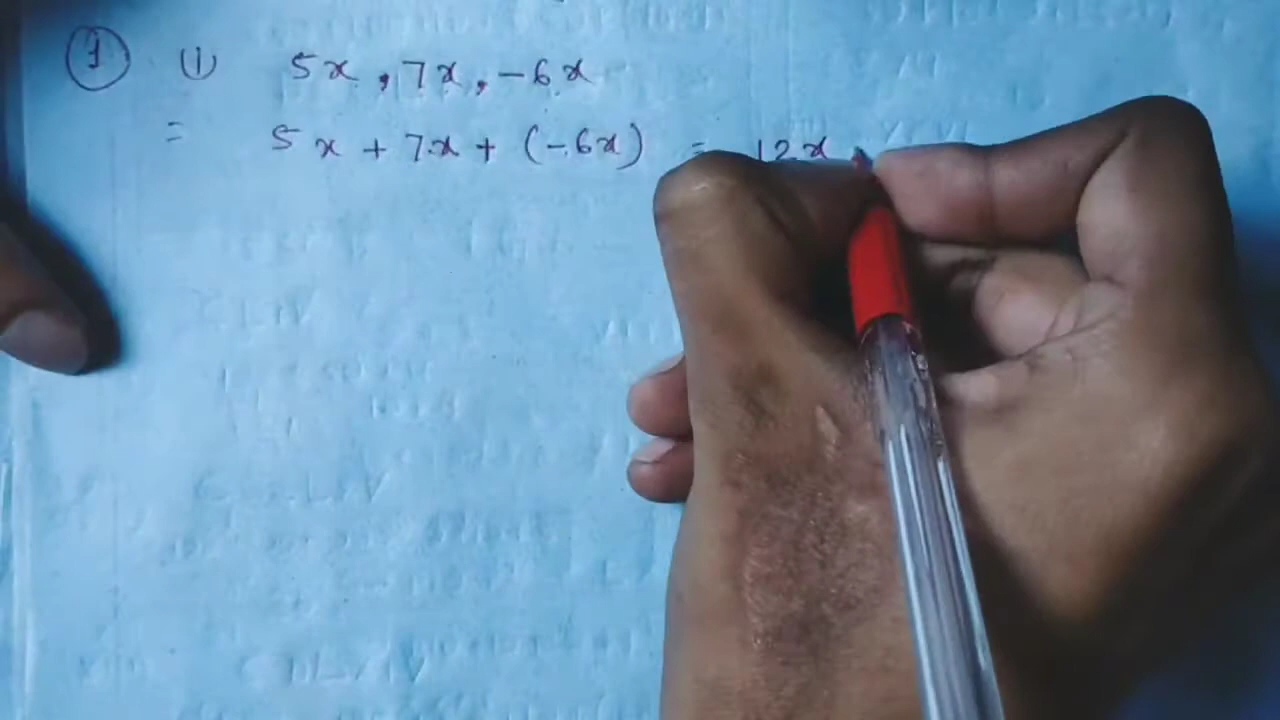 ① (i) 5x, 7x, -6x
= 5x + 7x + (-6x) = 12x